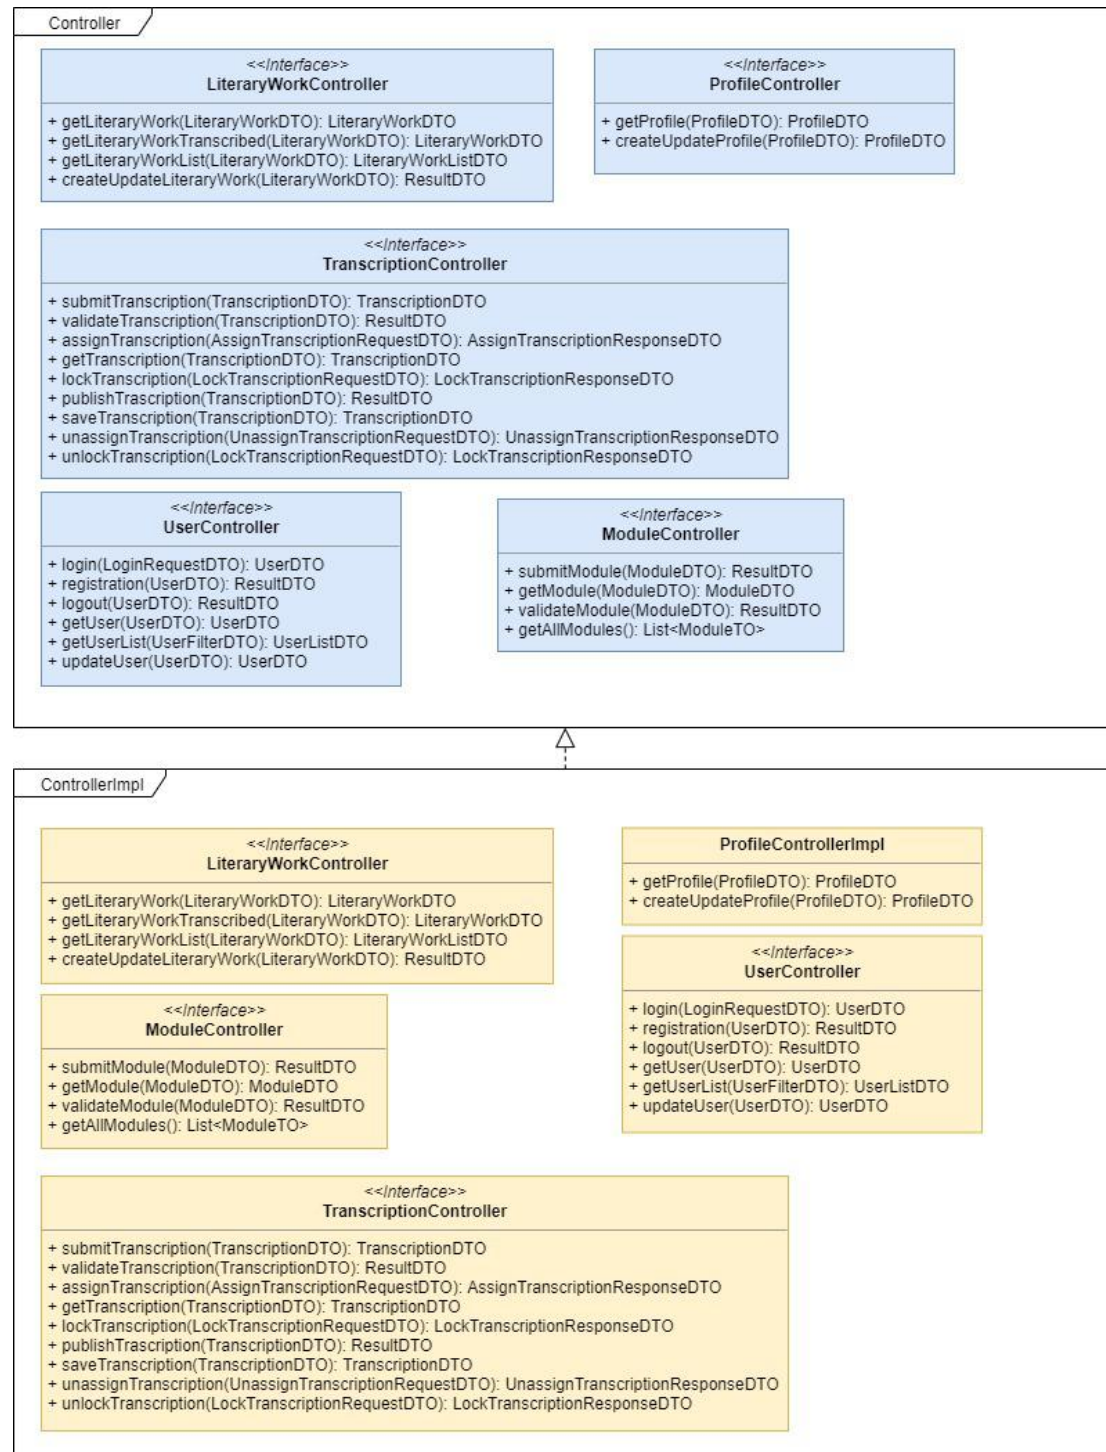 Controller
<<Interface>>
LiteraryWorkController
+ getLiteraryWork(LiteraryWorkDTO): LiteraryWorkDTO
+ getLiteraryWorkTranscribed(LiteraryWorkDTO): LiteraryWorkDTO
+ getLiteraryWorkList(LiteraryWorkDTO): LiteraryWorkListDTO
+ createUpdateLiteraryWork(LiteraryWorkDTO): ResultDTO
<<Interface>>
ProfileController
+ getProfile(ProfileDTO): ProfileDTO
+ createUpdateProfile(ProfileDTO): ProfileDTO
<<Interface>>
TranscriptionController
+ submitTranscription(TranscriptionDTO): TranscriptionDTO
+ validateTranscription(TranscriptionDTO): ResultDTO
+ assignTranscription(AssignTranscriptionRequestDTO): AssignTranscriptionResponseDTO
+ getTranscription(TranscriptionDTO): TranscriptionDTO
+ lockTranscription(LockTranscriptionRequestDTO): LockTranscriptionResponseDTO
+ publishTrascription(TranscriptionDTO): ResultDTO
+ saveTranscription(TranscriptionDTO): TranscriptionDTO
+ unassignTranscription(UnassignTranscriptionRequestDTO): UnassignTranscriptionResponseDTO
+ unlockTranscription(LockTranscriptionRequestDTO): LockTranscriptionResponseDTO
<<Interface>>
UserController
+ login(LoginRequestDTO): UserDTO
+ registration(UserDTO): ResultDTO
+ logout(UserDTO): ResultDTO
+ getUser(UserDTO): UserDTO
+ getUserList(UserFilterDTO): UserListDTO
+ updateUser(UserDTO): UserDTO
<<Interface>>
ModuleController
+ submitModule(ModuleDTO): ResultDTO
+ getModule(ModuleDTO): ModuleDTO
+ validateModule(ModuleDTO): ResultDTO
+ getAllModules(): List<ModuleTO>
ControllerImpl
<<Interface>>
LiteraryWorkController
+ getLiteraryWork(LiteraryWorkDTO): LiteraryWorkDTO
+ getLiteraryWorkTranscribed(LiteraryWorkDTO): LiteraryWorkDTO
+ getLiteraryWorkList(LiteraryWorkDTO): LiteraryWorkListDTO
+ createUpdateLiteraryWork(LiteraryWorkDTO): ResultDTO
ProfileControllerImpl
+ getProfile(ProfileDTO): ProfileDTO
+ createUpdateProfile(ProfileDTO): ProfileDTO
<<Interface>>
UserController
+ login(LoginRequestDTO): UserDTO
+ registration(UserDTO): ResultDTO
+ logout(UserDTO): ResultDTO
+ getUser(UserDTO): UserDTO
+ getUserList(UserFilterDTO): UserListDTO
+ updateUser(UserDTO): UserDTO
<<Interface>>
ModuleController
+ submitModule(ModuleDTO): ResultDTO
+ getModule(ModuleDTO): ModuleDTO
+ validateModule(ModuleDTO): ResultDTO
+ getAllModules(): List<ModuleTO>
<<Interface>>
TranscriptionController
+ submitTranscription(TranscriptionDTO): TranscriptionDTO
+ validateTranscription(TranscriptionDTO): ResultDTO
+ assignTranscription(AssignTranscriptionRequestDTO): AssignTranscriptionResponseDTO
+ getTranscription(TranscriptionDTO): TranscriptionDTO
+ lockTranscription(LockTranscriptionRequestDTO): LockTranscriptionResponseDTO
+ publishTrascription(TranscriptionDTO): ResultDTO
+ saveTranscription(TranscriptionDTO): TranscriptionDTO
+ unassignTranscription(UnassignTranscriptionRequestDTO): UnassignTranscriptionResponseDTO
+ unlockTranscription(LockTranscriptionRequestDTO): LockTranscriptionResponseDTO